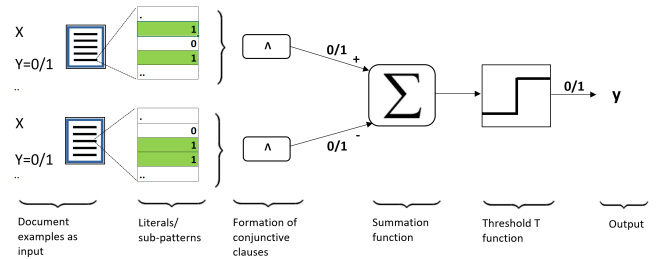 X
Y=0/1
..
.
1
0
1
..
∧
0/1
+
X
Y=0/1
..
.
0
1
1
..
∧
0/1
-
Σ
0/1
y
Document
examples as
input
Literals/
sub-patterns
Formation of
conjunctive
clauses
Summation
function
Threshold T
function
Output